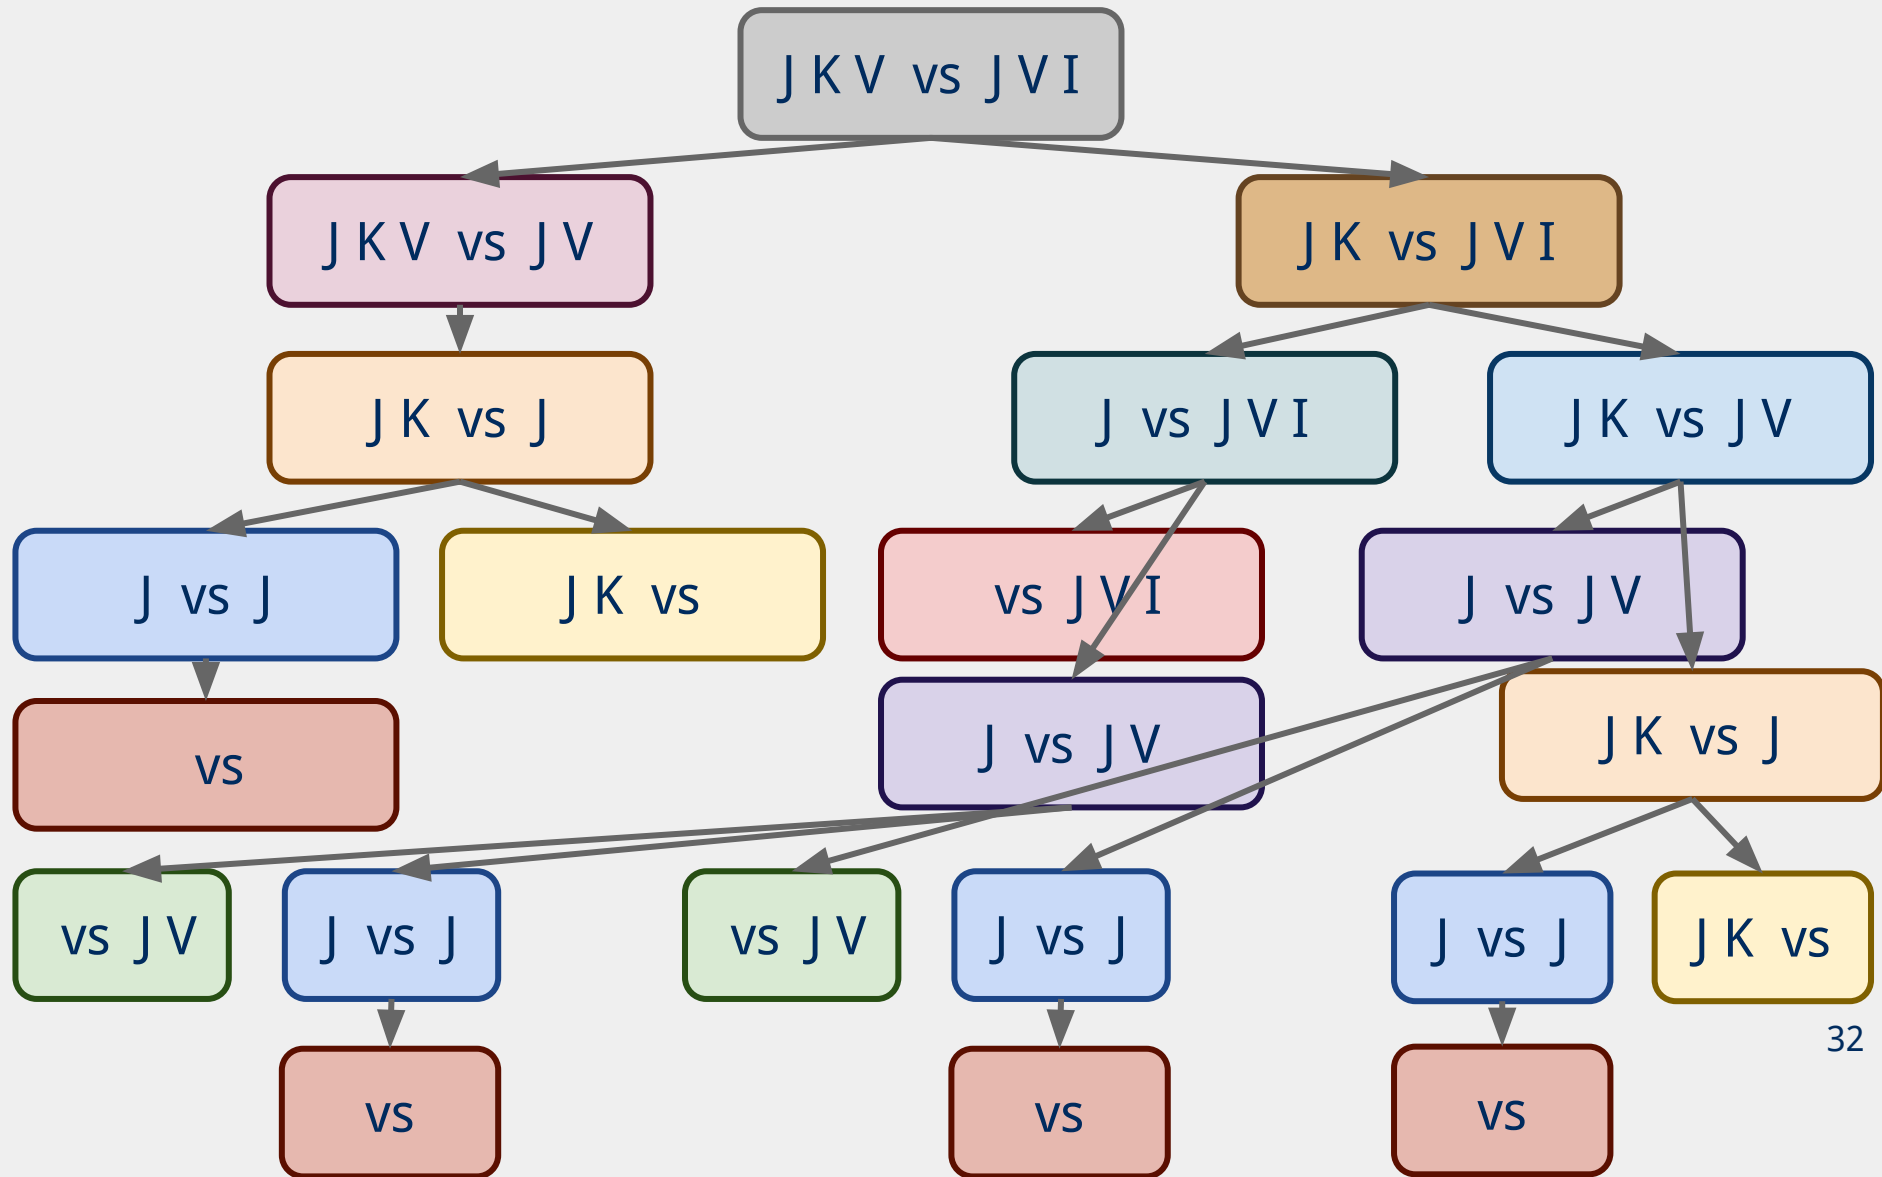 J K V vs J V I
J K V vs J V
J K vs J V I
J K vs J
J vs J V I
J K vs J V
J vs J
J K vs
vs J V I
J vs J V
vs
J vs J V
J K vs J
vs J V
J vs J
vs J V
J vs J
J vs J
J K vs
32
vs
vs
vs